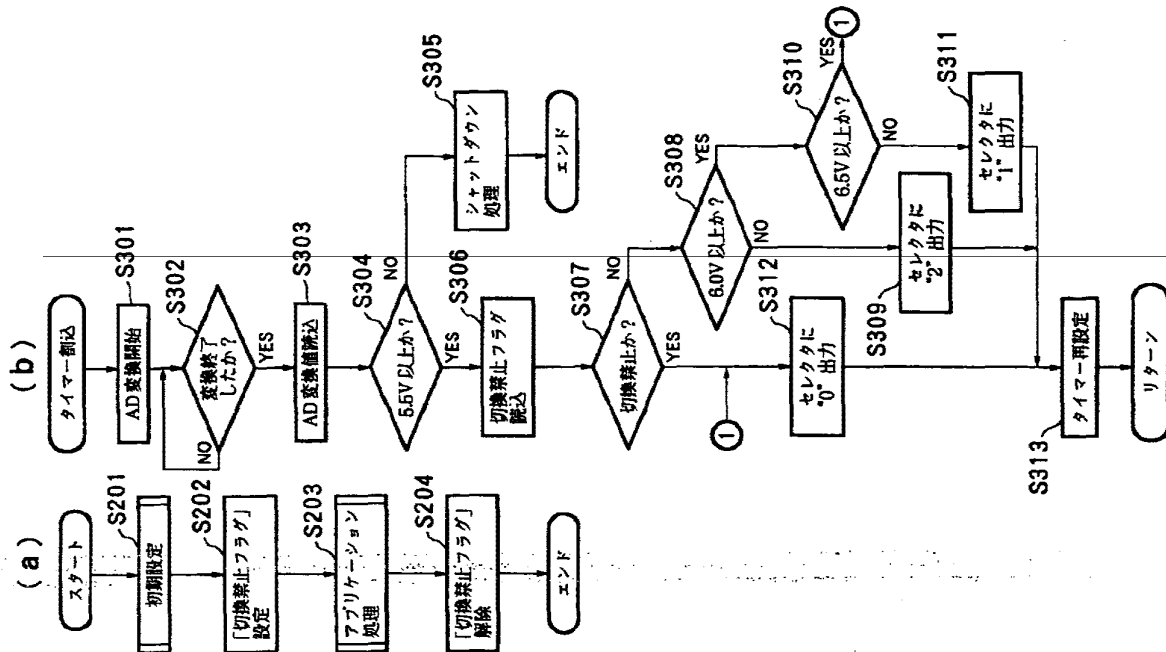 (a)
スタート
S201
初期設定
S202
「切換禁止フラグ」
設定
S203
アプリケーション
処理
S204
「切換禁止フラグ」
解除
エンド
(b)
タイマー割込
S301
AD変換開始
S302
変換終了
したか?
NO
YES
S303
AD変換値読込
S304
5.5V以上か?
NO
YES
S305
シャットダウン
処理
エンド
S306
切換禁止フラグ
読込
S307
切換禁止か?
NO
YES
S308
6.0V以上か?
YES
NO
S310
6.5V以上か?
YES
1
NO
S311
セレクタに
"1" 出力
S309
セレクタに
"2" 出力
1
S312
セレクタに
"0" 出力
S313
タイマー再設定
リターン